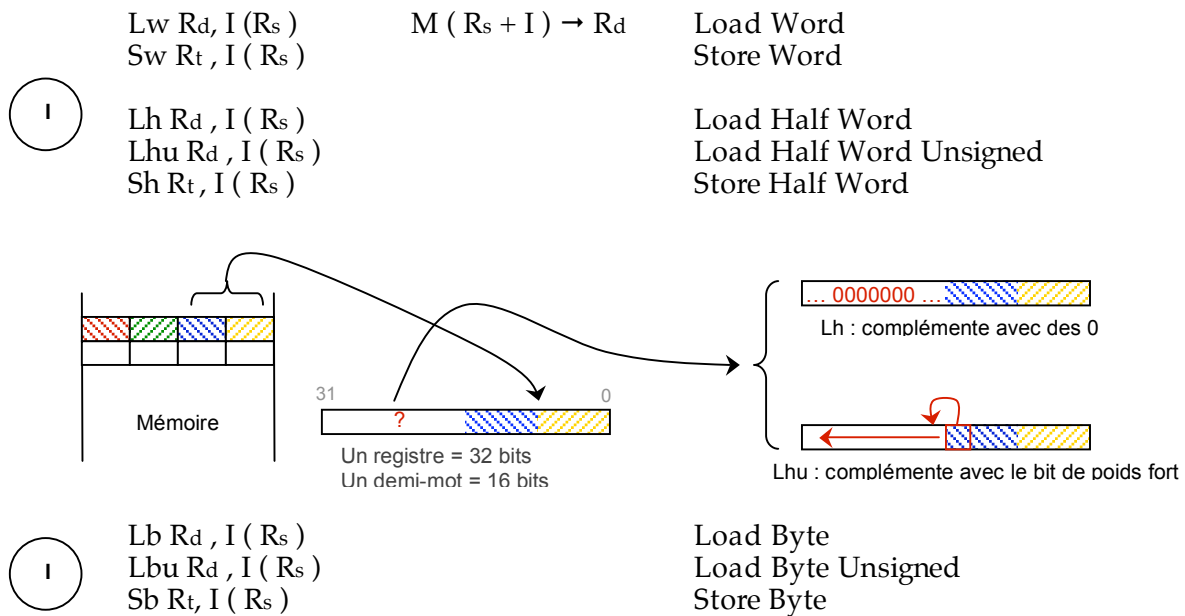 Lw Rd, I (Rs ) M ( Rs + I ) → Rd Load Word
Sw Rt , I ( Rs ) Store Word
I
Lh Rd , I ( Rs ) Load Half Word
Lhu Rd , I ( Rs ) Load Half Word Unsigned
Sh Rt, I ( Rs ) Store Half Word
... 0000000 ...
Lh : complémente avec des 0
31 0
?
Mémoire
Un registre = 32 bits
Un demi-mot = 16 bits
Lhu : complémente avec le bit de poids fort
I
Lb Rd , I ( Rs ) Load Byte
Lbu Rd , I ( Rs ) Load Byte Unsigned
Sb Rt, I ( Rs ) Store Byte